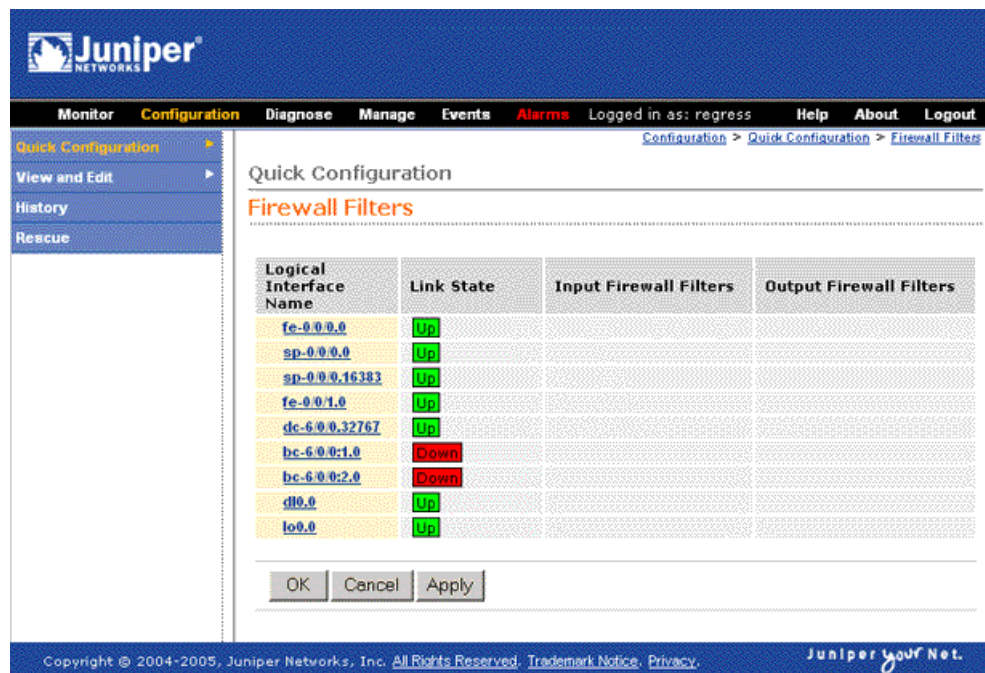 Juniper®
NETWORKS
Monitor Configuration Diagnose Manage Events Alarms Logged in as: regress Help About Logout
Configuration > Quick Configuration > Firewall Filters
Quick Configuration
View and Edit
History
Rescue
Quick Configuration
Firewall Filters
Logical Interface Name Link State Input Firewall Filters Output Firewall Filters
fe-0/0/0.0 Up
sp-0/0/0.0 Up
sp-0/0/0.16383 Up
fe-0/0/1.0 Up
dc-6/0/0.32767 Up
bc-6/0/0:1.0 Down
bc-6/0/0:2.0 Down
dl0.0 Up
lo0.0 Up
OK Cancel Apply
Copyright © 2004-2005, Juniper Networks, Inc. All Rights Reserved. Trademark Notice. Privacy.
Juniper your Net.